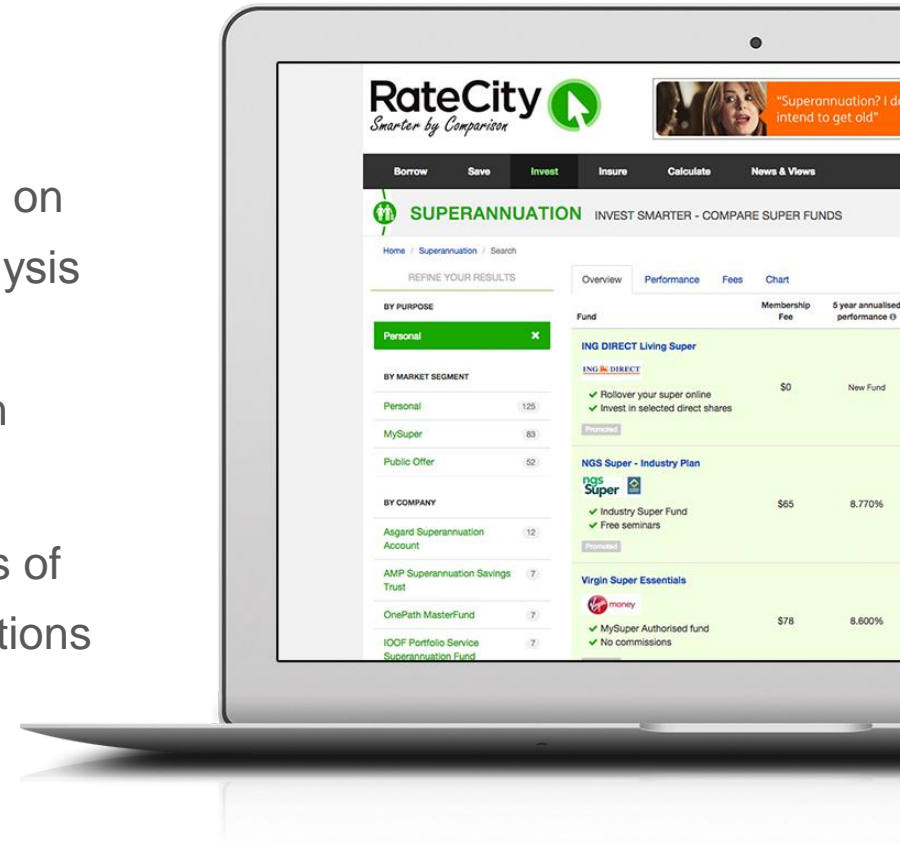 on
ysis
s of
tions
RateCity
Smarter by Comparison
"Superannuation? I
intend to get old"
Borrow Save Invest Insure Calculate News & Views
SUPERANNUATION INVEST SMARTER - COMPARE SUPER FUNDS
Home / Superannuation / Search
REFINE YOUR RESULTS
BY PURPOSE
Personal
BY MARKET SEGMENT
Personal 125
MySuper 83
Public Offer 52
BY COMPANY
Asgard Superannuation 12
Account
AMP Superannuation Savings 7
Trust
OnePath MasterFund 7
IOOF Portfolio Service 7
Superannuation Fund
Overview Performance Fees Chart
Fund Membership Fee 5 year annualised performance
ING DIRECT Living Super
ING DIRECT
Rollover your super online
Invest in selected direct shares
$0 New Fund
Promoted
NGS Super - Industry Plan
ngs
Super
Industry Super Fund
Free seminars
$65 8.770%
Promoted
Virgin Super Essentials
Virgin money
MySuper Authorised fund
No commissions
$78 8.600%